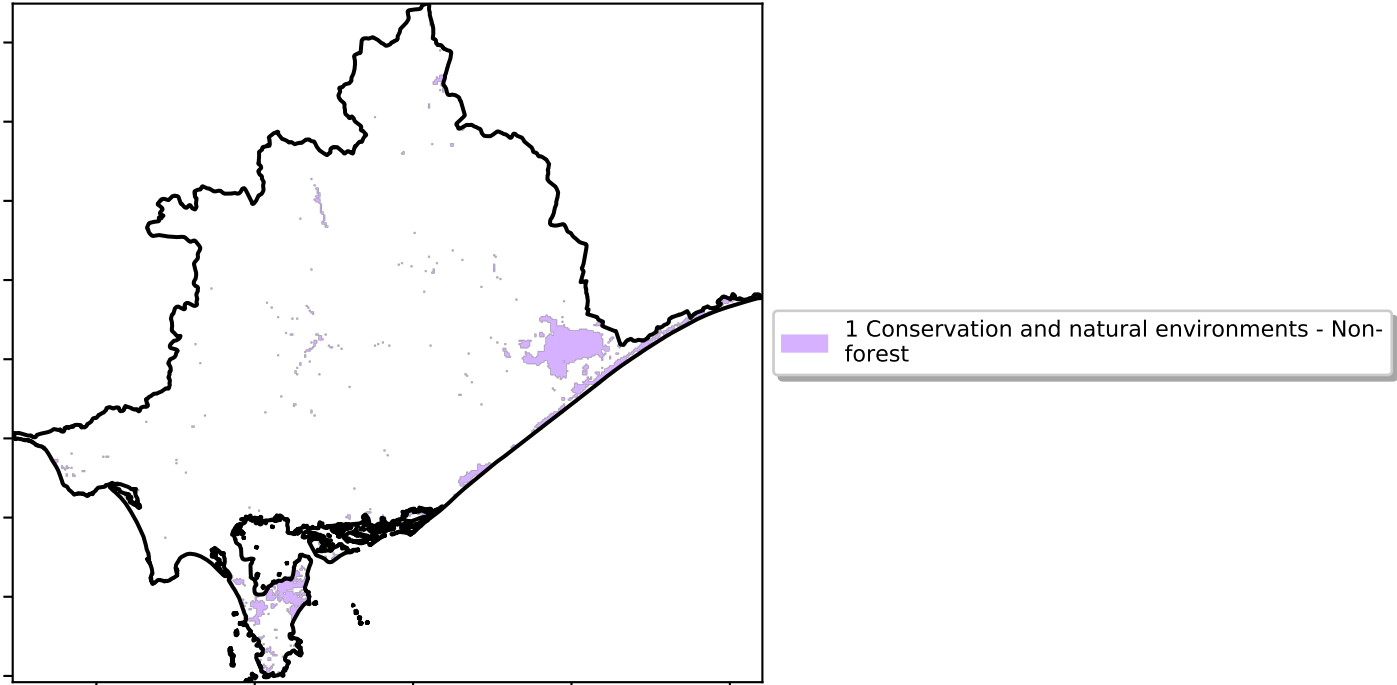 1 Conservation and natural environments - Non-
forest